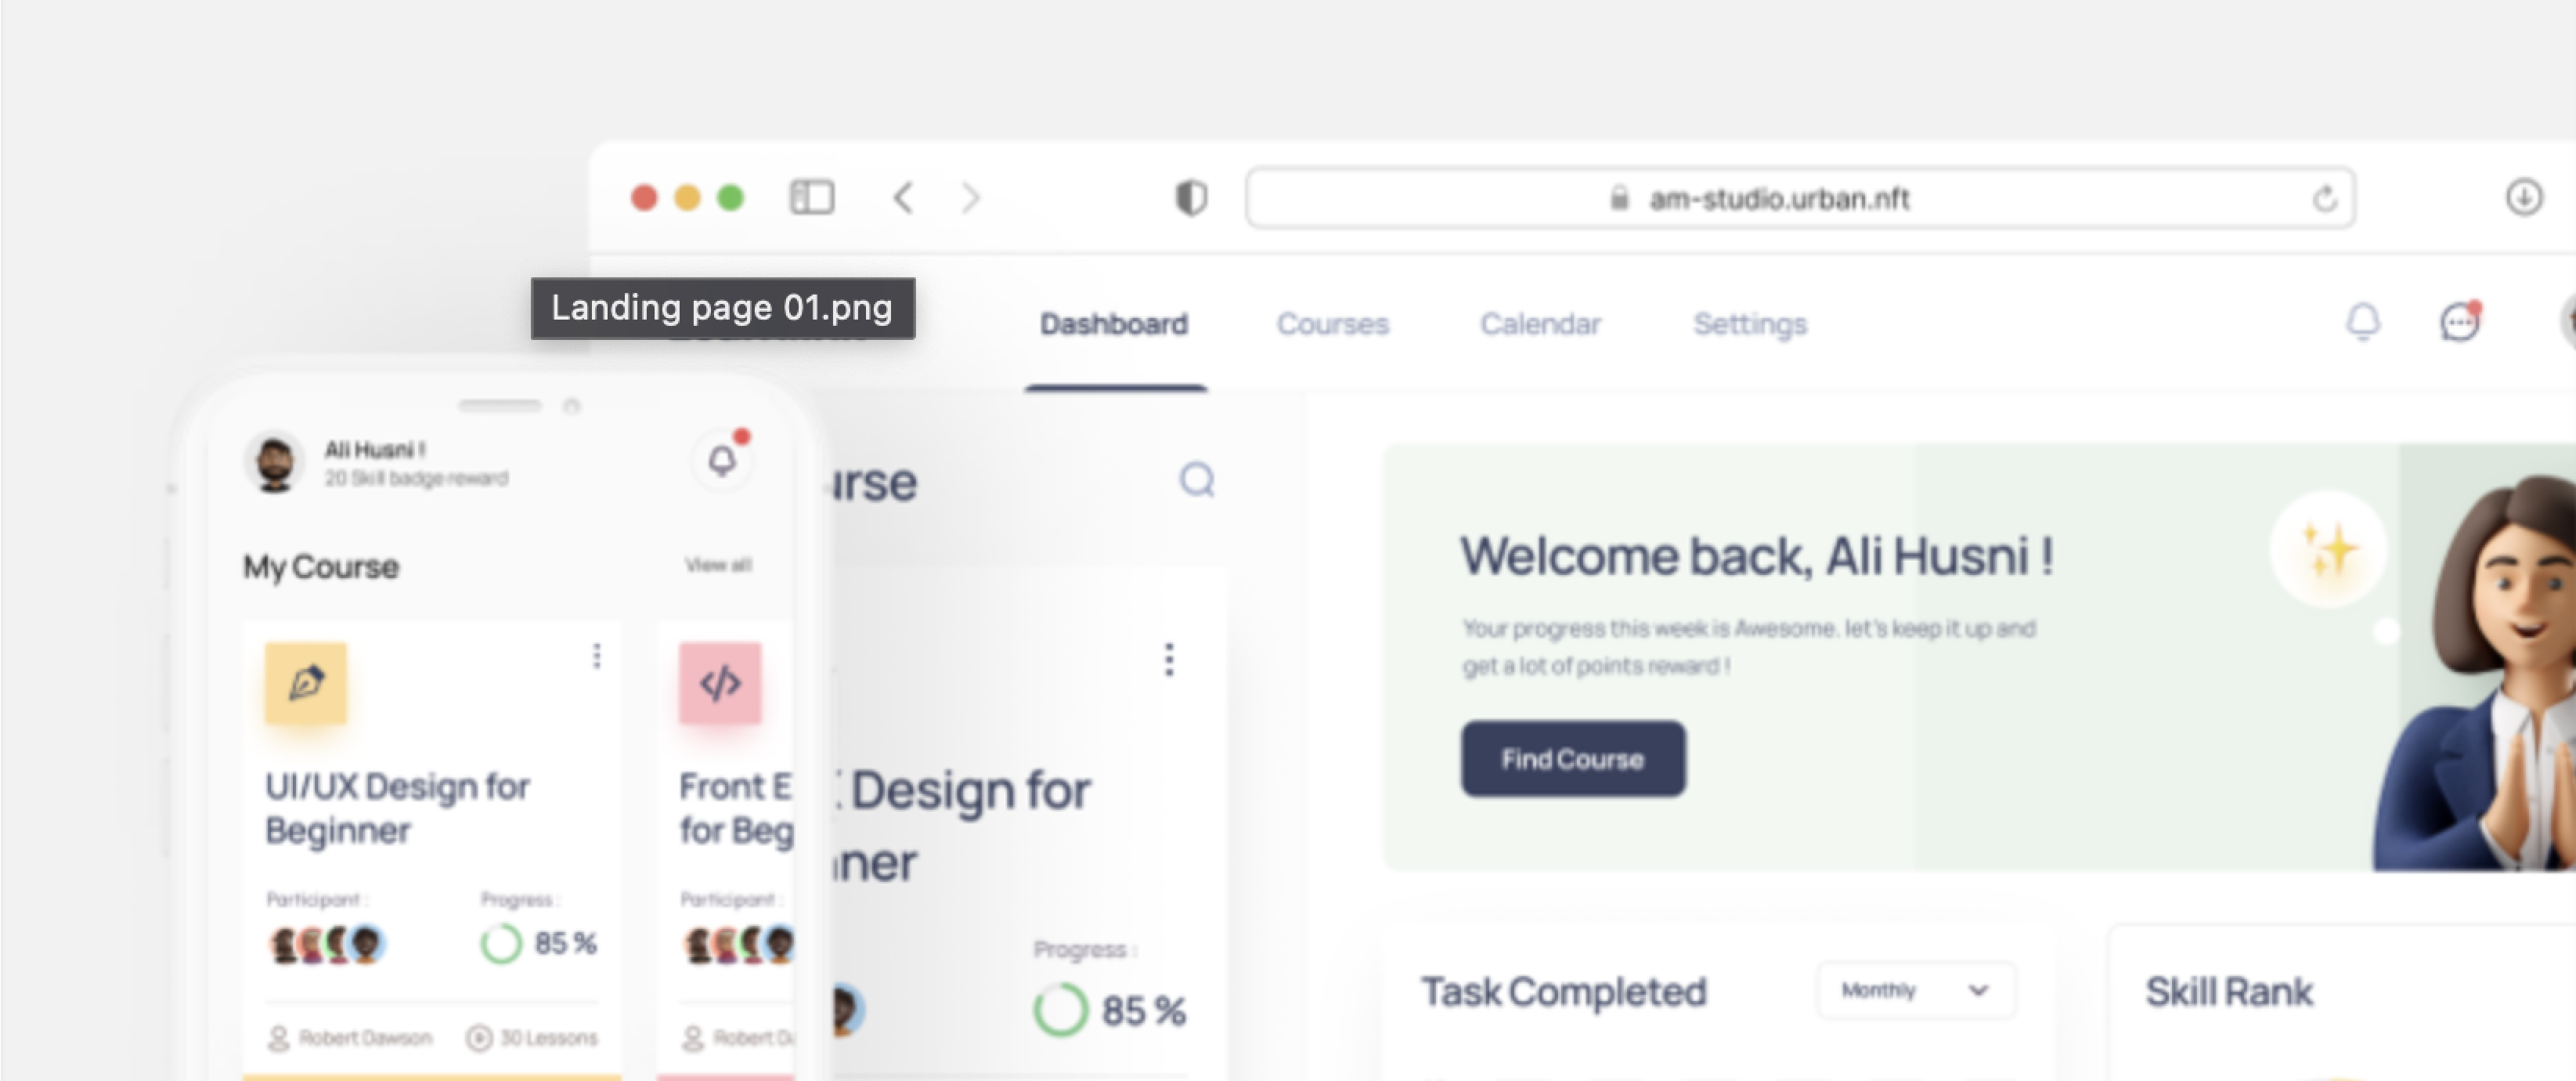 am-studio.urban.nft
Landing page 01.png
Dashboard
Courses
Calendar
Settings
Ali Husni !
20 Skill badge reward
My Course
View all
UI/UX Design for
Beginner
Participant :
Progress :
85 %
Robert Dawson
30 Lessons
Front E
for Beg
Participant :
Robert Da
urse
Design for
ner
Progress :
85 %
Welcome back, Ali Husni !
Your progress this week is Awesome. let's keep it up and
get a lot of points reward !
Find Course
Task Completed
Monthly
Skill Rank